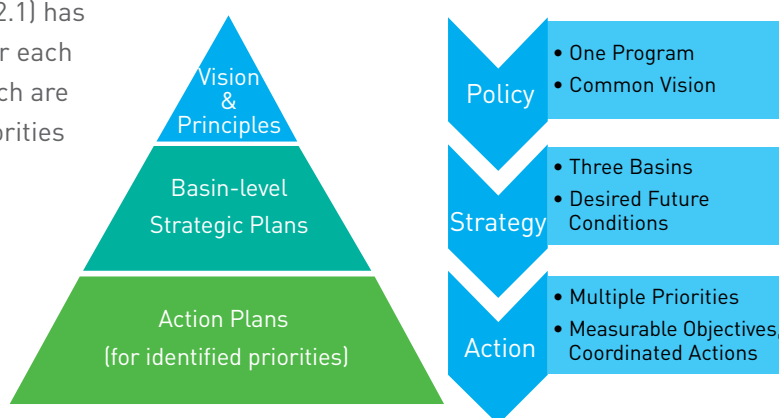 2.1) has
r each
ch are
orities
Vision
&
Principles
Basin-level
Strategic Plans
Action Plans
(for identified priorities)
Policy
• One Program
• Common Vision
Strategy
• Three Basins
• Desired Future
Conditions
Action
• Multiple Priorities
• Measurable Objectives,
Coordinated Actions